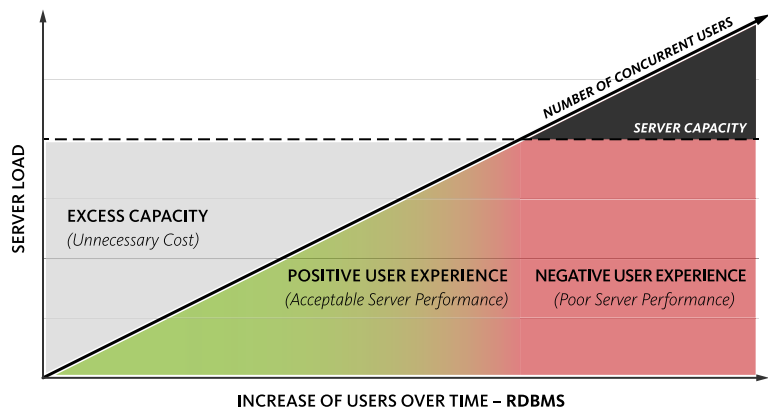 NUMBER OF CONCURRENT USERS
SERVER CAPACITY
SERVER LOAD
EXCESS CAPACITY
(Unnecessary Cost)
POSITIVE USER EXPERIENCE
(Acceptable Server Performance)
NEGATIVE USER EXPERIENCE
(Poor Server Performance)
INCREASE OF USERS OVER TIME – RDBMS